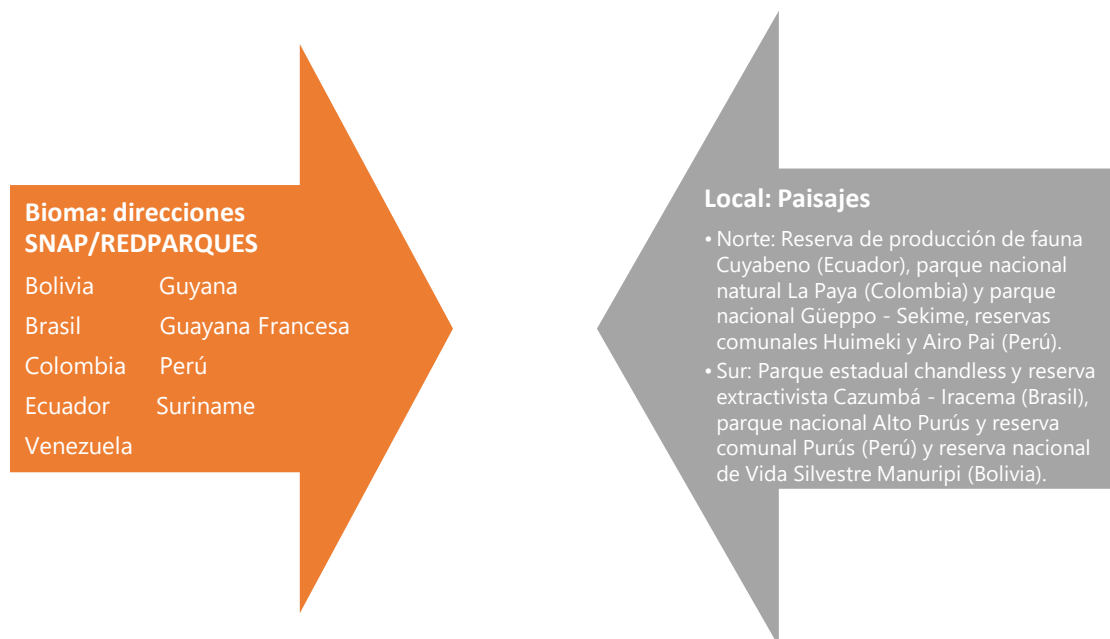 Bioma: direcciones
SNAP/REDPARQUES
Bolivia Guyana
Brasil Guayana Francesa
Colombia Perú
Ecuador Suriname
Venezuela
Local: Paisajes
• Norte: Reserva de producción de fauna
Cuyabeno (Ecuador), parque nacional
natural La Paya (Colombia) y parque
nacional Güeppo - Sekime, reservas
comunales Huimeki y Airo Pai (Perú).
• Sur: Parque estadual chandless y reserva
extractivista Cazumbá - Iracema (Brasil),
parque nacional Alto Purús y reserva
comunal Purús (Perú) y reserva nacional
de Vida Silvestre Manuripi (Bolivia).